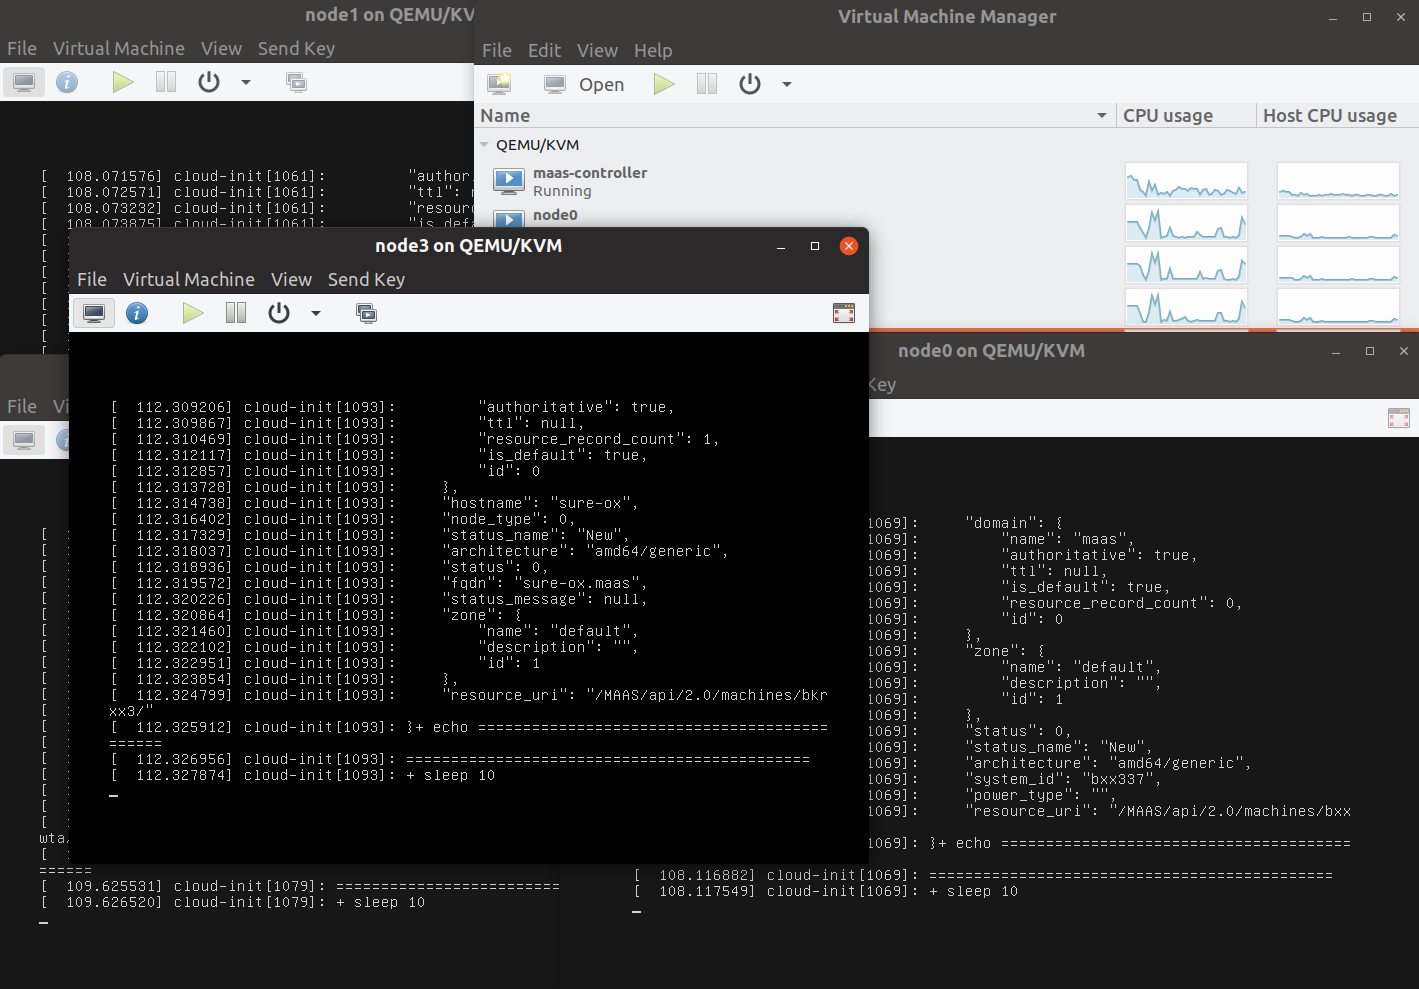 node1 on QEMU/KV
File Virtual Machine View Send Key
[  108.071576] cloud-init[1061]:         "author
[  108.072571] cloud-init[1061]:         "ttl":
[  108.073232] cloud-init[1061]:         "resour
[  108.073875] cloud-init[1061]:         "is_def
Virtual Machine Manager
File Edit View Help
Open
Name CPU usage Host CPU usage
QEMU/KVM
maas-controller
Running
node0
node3 on QEMU/KVM
File Virtual Machine View Send Key
[  112.309206] cloud-init[1093]:         "authoritative": true,
[  112.309867] cloud-init[1093]:         "ttl": null,
[  112.310469] cloud-init[1093]:         "resource_record_count": 1,
[  112.312117] cloud-init[1093]:         "is_default": true,
[  112.312857] cloud-init[1093]:         "id": 0
[  112.313728] cloud-init[1093]:     },
[  112.314738] cloud-init[1093]:     "hostname": "sure-ox",
[  112.316402] cloud-init[1093]:     "node_type": 0,
[  112.317329] cloud-init[1093]:     "status_name": "New",
[  112.318037] cloud-init[1093]:     "architecture": "amd64/generic",
[  112.318936] cloud-init[1093]:     "status": 0,
[  112.319572] cloud-init[1093]:     "fqdn": "sure-ox.maas",
[  112.320226] cloud-init[1093]:     "status_message": null,
[  112.320864] cloud-init[1093]:     "zone": {
[  112.321460] cloud-init[1093]:         "name": "default",
[  112.322102] cloud-init[1093]:         "description": "",
[  112.322951] cloud-init[1093]:         "id": 1
[  112.323854] cloud-init[1093]:     },
[  112.324799] cloud-init[1093]:     "resource_uri": "/MAAS/api/2.0/machines/bkr
xx3/"
[  112.325912] cloud-init[1093]: }+ echo =======================================
======
[  112.326956] cloud-init[1093]: =============================================
[  112.327874] cloud-init[1093]: + sleep 10
node0 on QEMU/KVM
Key
1069]:     "domain": {
1069]:         "name": "maas",
1069]:         "authoritative": true,
1069]:         "ttl": null,
1069]:         "is_default": true,
1069]:         "resource_record_count": 0,
1069]:         "id": 0
1069]:     },
1069]:     "zone": {
1069]:         "name": "default",
1069]:         "description": "",
1069]:         "id": 1
1069]:     },
1069]:     "status": 0,
1069]:     "status_name": "New",
1069]:     "architecture": "amd64/generic",
1069]:     "system_id": "bxx337",
1069]:     "power_type": "",
1069]:     "resource_uri": "/MAAS/api/2.0/machines/bxx
1069]: }+ echo =======================================
[  108.116882] cloud-init[1069]: =============================================
[  108.117549] cloud-init[1069]: + sleep 10
File Vi
wta
======
[  109.625531] cloud-init[1079]: =========================
[  109.626520] cloud-init[1079]: + sleep 10